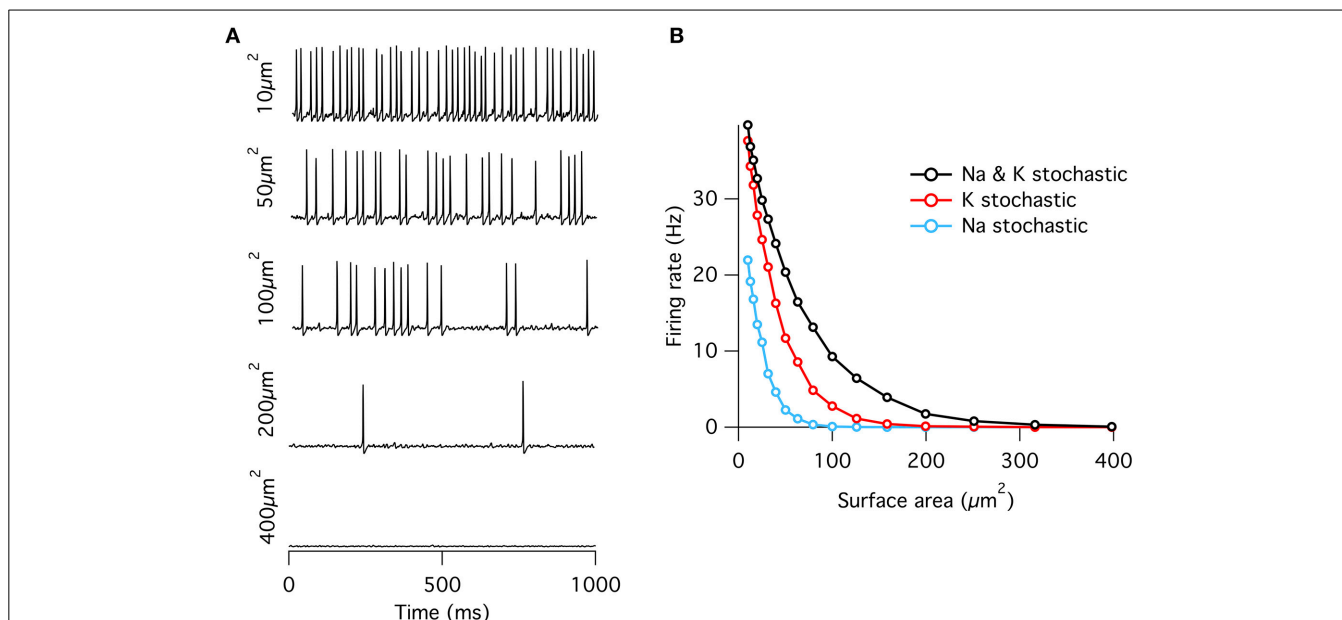 A
10µm²
50µm²
100µm²
200µm²
400µm²
0
500
1000
Time (ms)
B
Firing rate (Hz)
30
20
10
0
Na & K stochastic
K stochastic
Na stochastic
0
100
200
300
400
Surface area (µm²)